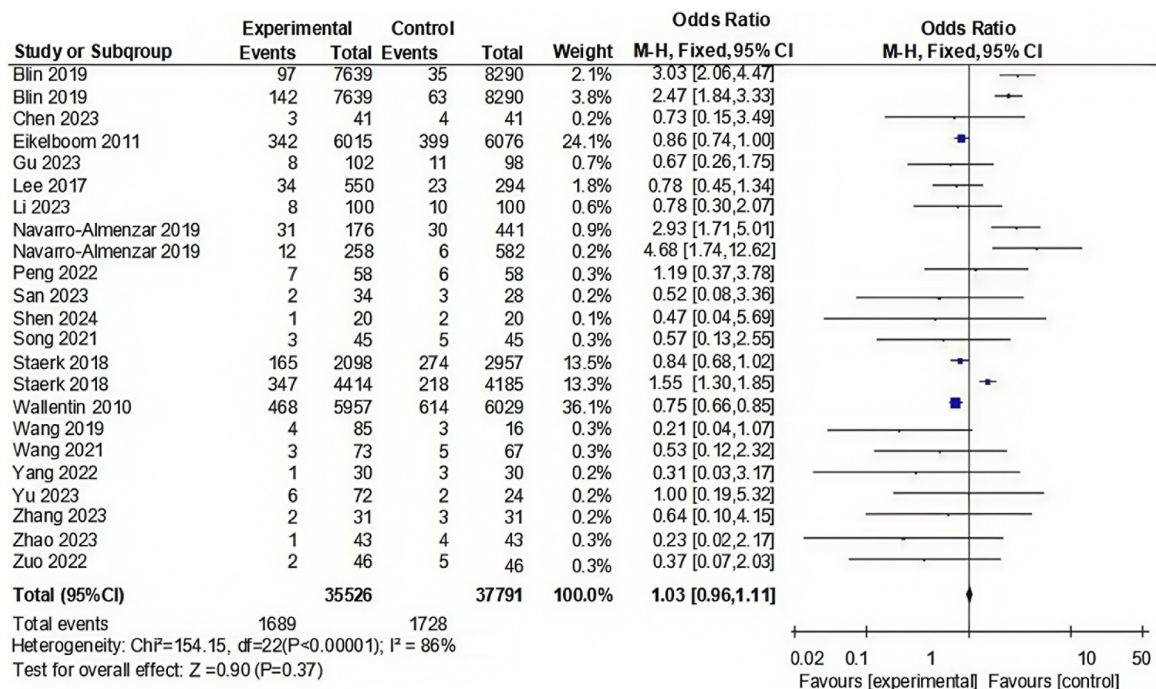 Experimental Control Odds Ratio Odds Ratio
Study or Subgroup Events Total Events Total Weight M-H, Fixed, 95% CI M-H, Fixed, 95% CI
Blin 2019 97 7639 35 8290 2.1% 3.03 [2.06,4.47]
Blin 2019 142 7639 63 8290 3.8% 2.47 [1.84,3.33]
Chen 2023 3 41 4 41 0.2% 0.73 [0.15,3.49]
Eikelboom 2011 342 6015 399 6076 24.1% 0.86 [0.74,1.00]
Gu 2023 8 102 11 98 0.7% 0.67 [0.26,1.75]
Lee 2017 34 550 23 294 1.8% 0.78 [0.45,1.34]
Li 2023 8 100 10 100 0.6% 0.78 [0.30,2.07]
Navarro-Almenzar 2019 31 176 30 441 0.9% 2.93 [1.71,5.01]
Navarro-Almenzar 2019 12 258 6 582 0.2% 4.68 [1.74,12.62]
Peng 2022 7 58 6 58 0.3% 1.19 [0.37,3.78]
San 2023 2 34 3 28 0.2% 0.52 [0.08,3.36]
Shen 2024 1 20 2 20 0.1% 0.47 [0.04,5.69]
Song 2021 3 45 5 45 0.3% 0.57 [0.13,2.55]
Staerk 2018 165 2098 274 2957 13.5% 0.84 [0.68,1.02]
Staerk 2018 347 4414 218 4185 13.3% 1.55 [1.30,1.85]
Wallentin 2010 468 5957 614 6029 36.1% 0.75 [0.66,0.85]
Wang 2019 4 85 3 16 0.3% 0.21 [0.04,1.07]
Wang 2021 3 73 5 67 0.3% 0.53 [0.12,2.32]
Yang 2022 1 30 3 30 0.2% 0.31 [0.03,3.17]
Yu 2023 6 72 2 24 0.2% 1.00 [0.19,5.32]
Zhang 2023 2 31 3 31 0.2% 0.64 [0.10,4.15]
Zhao 2023 1 43 4 43 0.2% 0.23 [0.02,2.17]
Zuo 2022 2 46 5 46 0.3% 0.37 [0.07,2.03]
Total (95%CI) 35526 37791 100.0% 1.03 [0.96,1.11]
Total events 1689 1728
Heterogeneity: Chi²=154.15, df=22(P<0.00001); I² = 86%
Test for overall effect: Z =0.90 (P=0.37)
0.02 0.1 1 10 50
Favours [experimental] Favours [control]